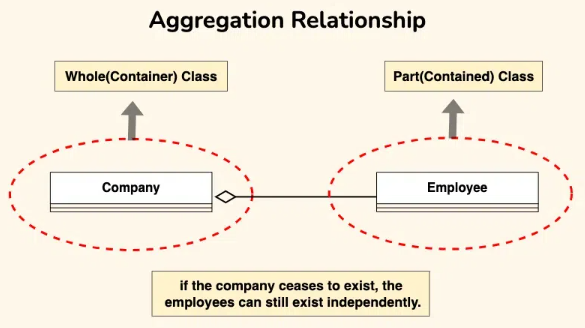 Aggregation Relationship
Whole(Container) Class
Part(Contained) Class
Company
Employee
if the company ceases to exist, the
employees can still exist independently.